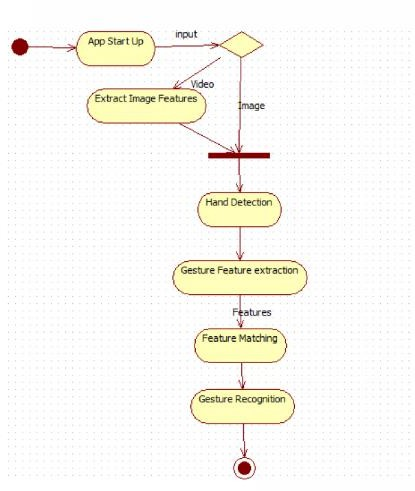 input
App Start Up
Video
Extract Image Features
Image
Hand Detection
Gesture Feature extraction
Features
Feature Matching
Gesture Recognition